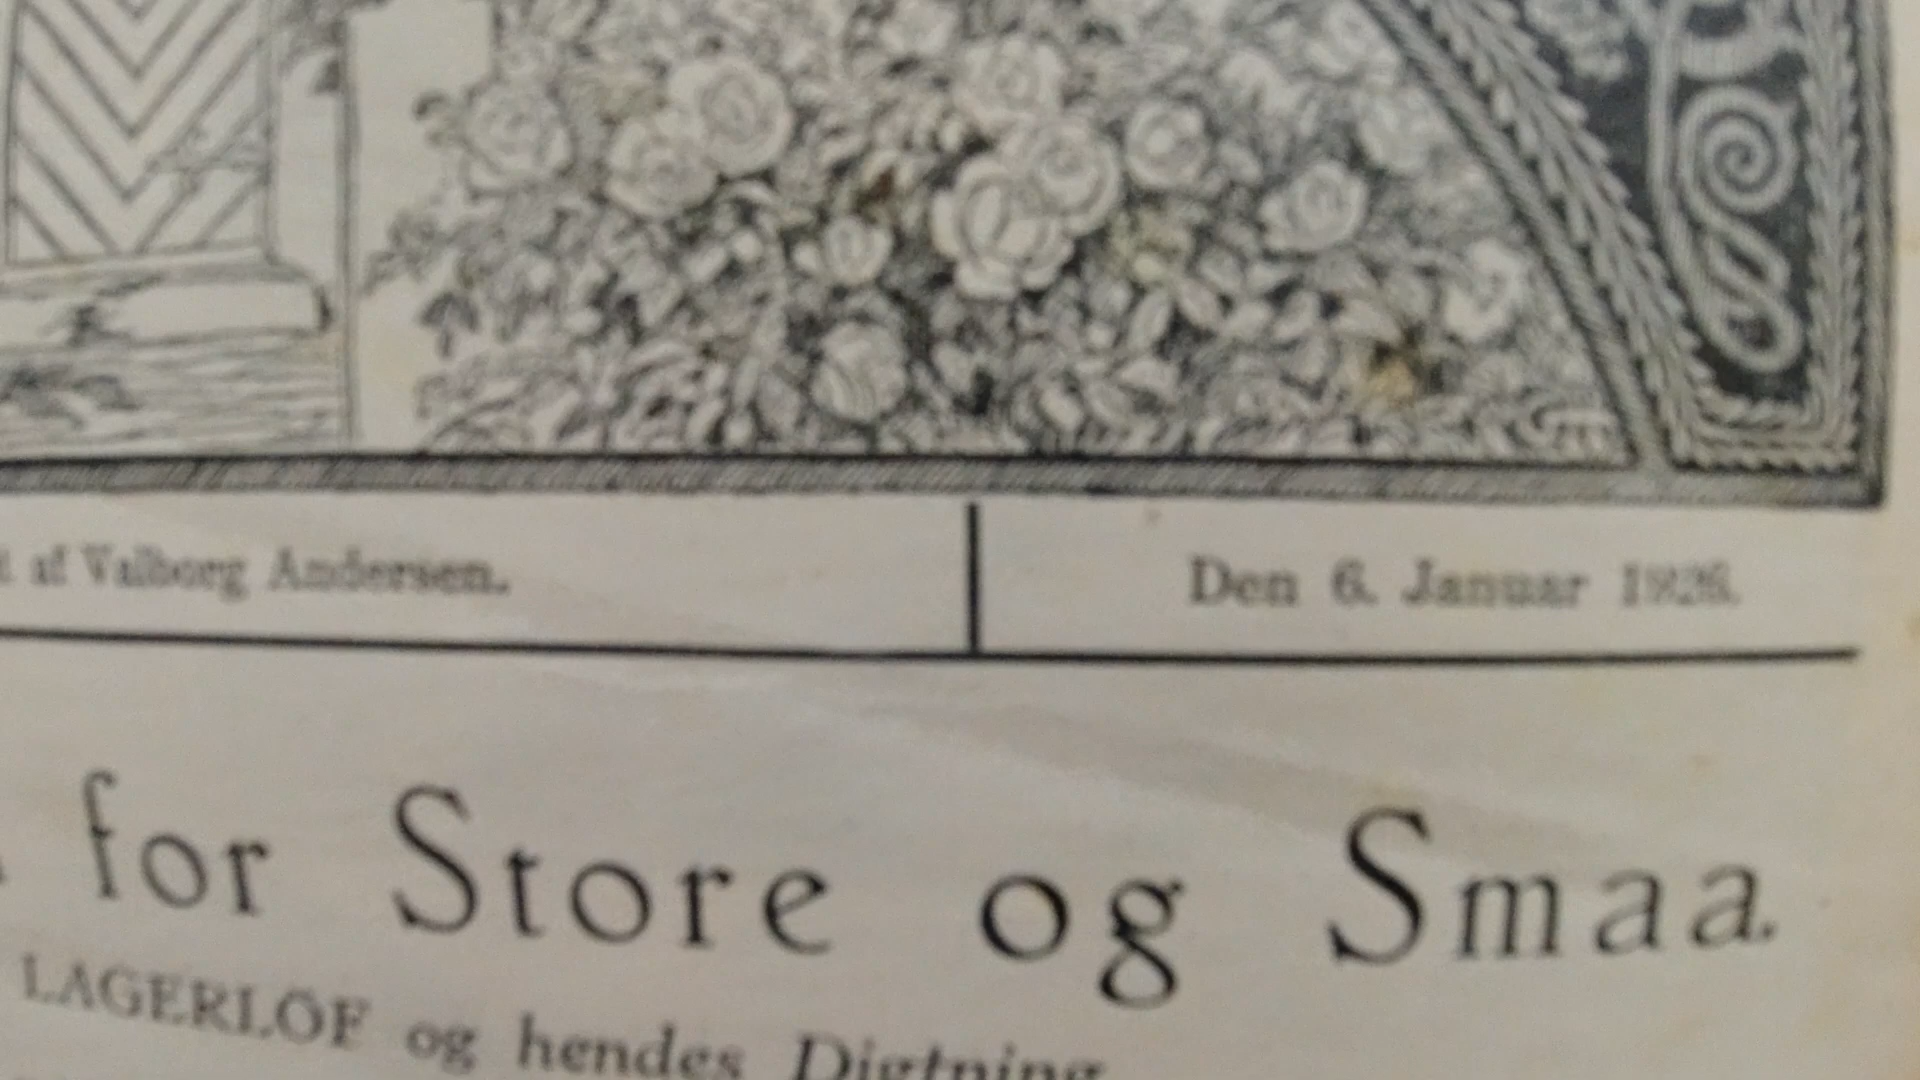 af Valborg Andersen.
Den 6. Januar 1926.
for Store og Smaa.
LAGERLÖF og hendes Digtning